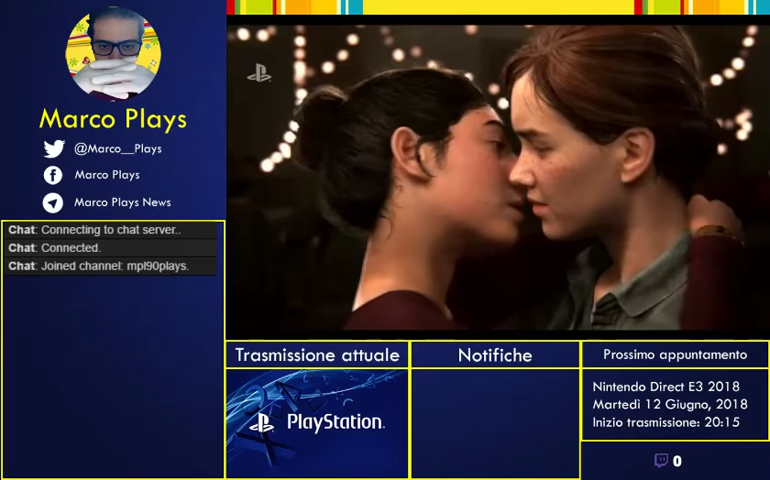 Marco Plays
@Marco__Plays
Marco Plays
Marco Plays News
Chat: Connecting to chat server..
Chat: Connected.
Chat: Joined channel: mpl90plays.
Trasmissione attuale
PlayStation.
Notifiche
Prossimo appuntamento
Nintendo Direct E3 2018
Martedì 12 Giugno, 2018
Inizio trasmissione: 20:15
0